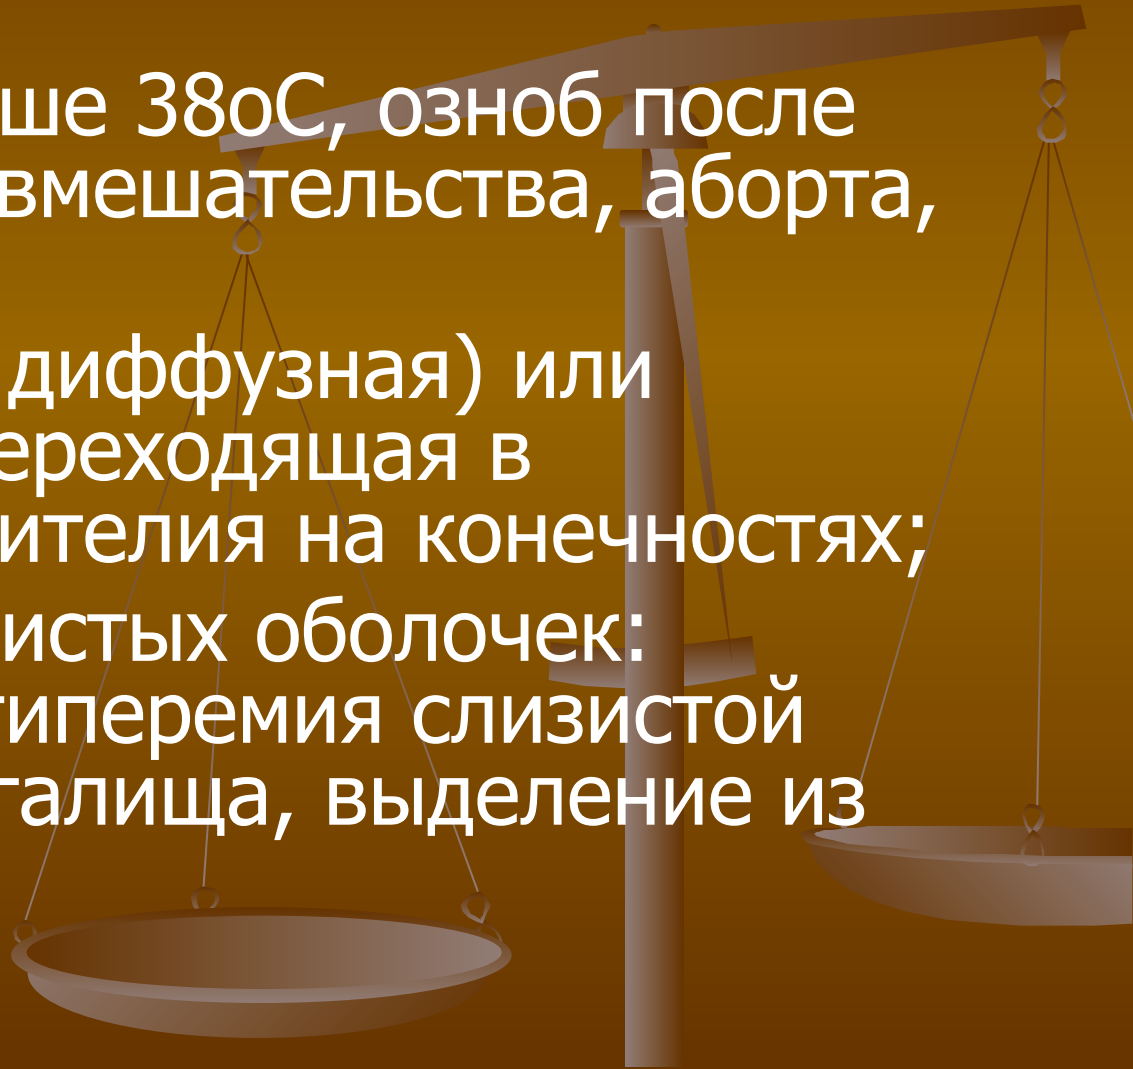 ше 38оС, озноб после
вмешательства, аборта,
диффузная) или
ереходящая в
ителия на конечностях;
истых оболочек:
гиперемия слизистой
галища, выделение из